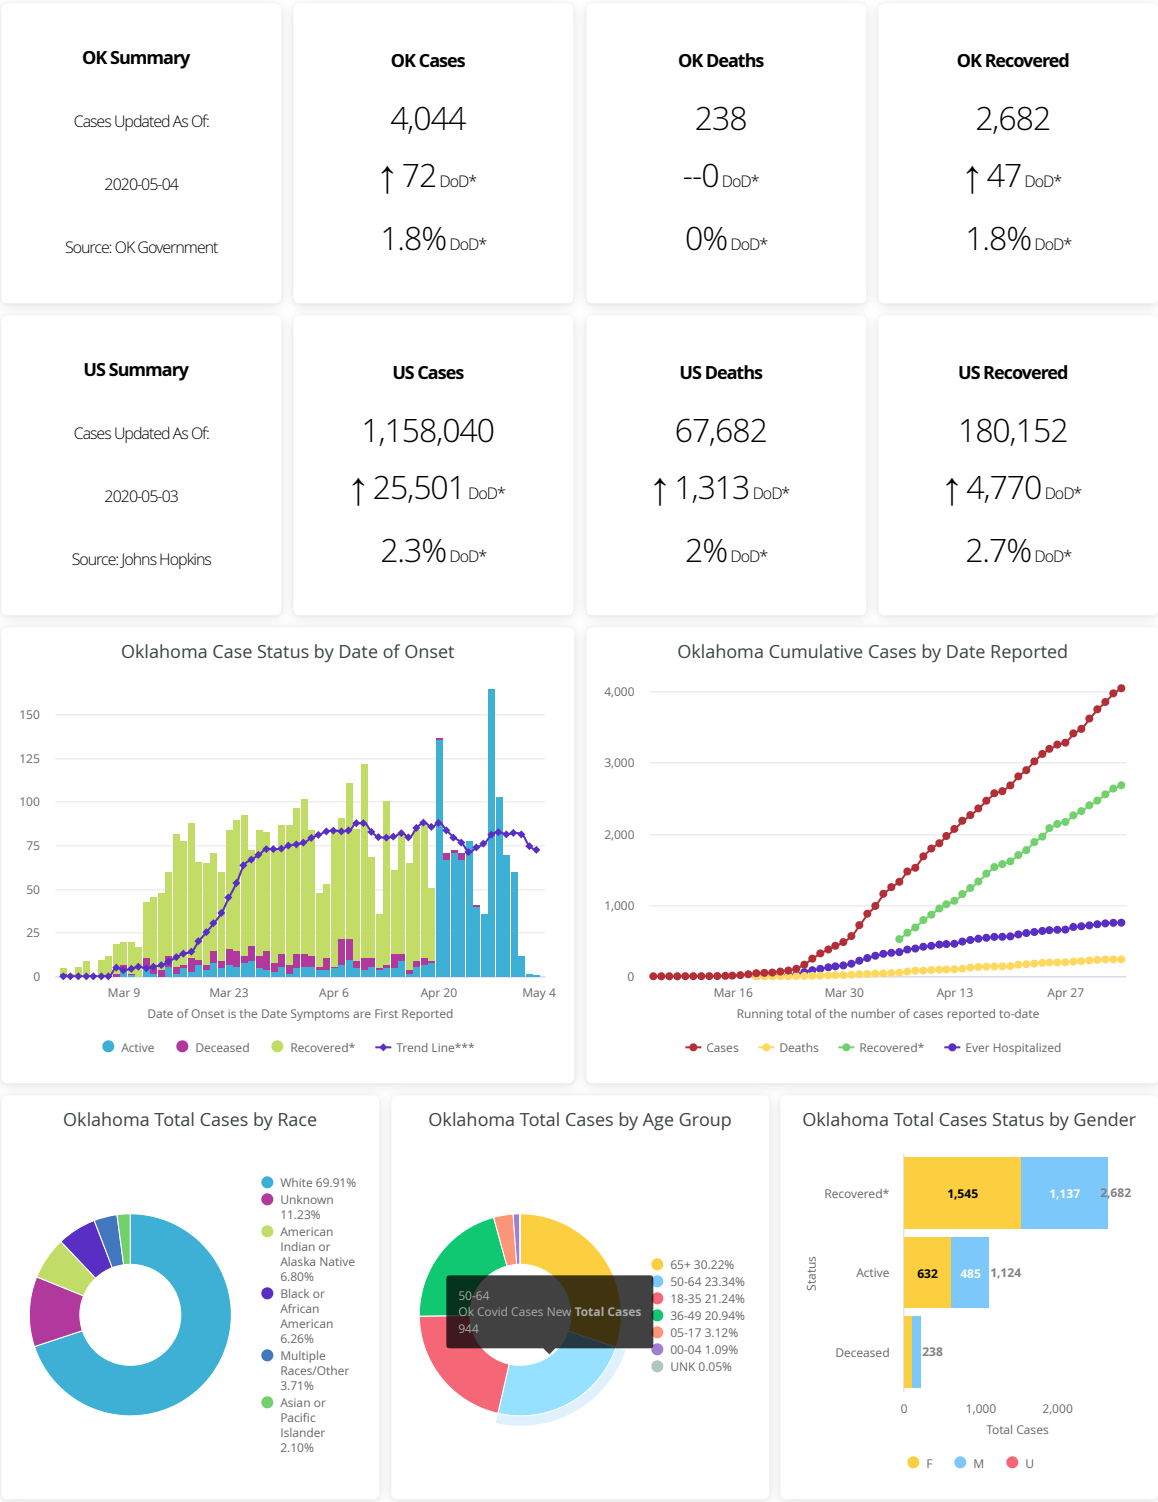 OK Summary
Cases Updated As Of:
2020-05-04
Source: OK Government
OK Cases
4,044
↑ 72 DoD*
1.8% DoD*
OK Deaths
238
--0 DoD*
0% DoD*
OK Recovered
2,682
↑ 47 DoD*
1.8% DoD*
US Summary
Cases Updated As Of:
2020-05-03
Source: Johns Hopkins
US Cases
1,158,040
↑ 25,501 DoD*
2.3% DoD*
US Deaths
67,682
↑ 1,313 DoD*
2% DoD*
US Recovered
180,152
↑ 4,770 DoD*
2.7% DoD*
Oklahoma Case Status by Date of Onset
150
125
100
75
50
25
0
Mar 9 Mar 23 Apr 6 Apr 20 May 4
Date of Onset is the Date Symptoms are First Reported
Active Deceased Recovered* Trend Line***
Oklahoma Cumulative Cases by Date Reported
4,000
3,000
2,000
1,000
0
Mar 16 Mar 30 Apr 13 Apr 27
Running total of the number of cases reported to-date
Cases Deaths Recovered* Ever Hospitalized
Oklahoma Total Cases by Race
White 69.91%
Unknown
11.23%
American
Indian or
Alaska Native
6.80%
Black or
African
American
6.26%
Multiple
Races/Other
3.71%
Asian or
Pacific
Islander
2.10%
Oklahoma Total Cases by Age Group
50-64
Ok Covid Cases New Total Cases
944
65+ 30.22%
50-64 23.34%
18-35 21.24%
36-49 20.94%
05-17 3.12%
00-04 1.09%
UNK 0.05%
Oklahoma Total Cases Status by Gender
Status
Recovered* 1,545 1,137 2,682
Active 632 485 1,124
Deceased 238
0 1,000 2,000
Total Cases
F M U